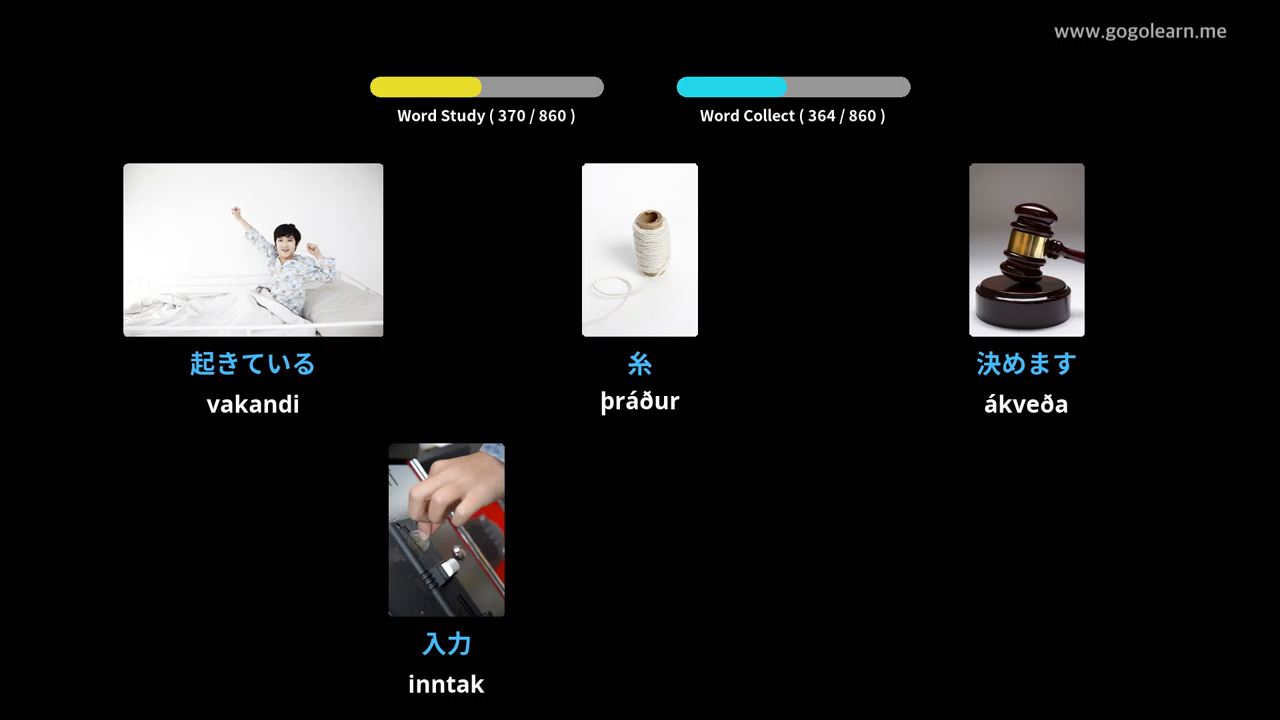 www.gogolearn.me
Word Study ( 370 / 860 )
Word Collect ( 364 / 860 )
起きている
vakandi
糸
þráður
決めます
ákveða
入力
inntak